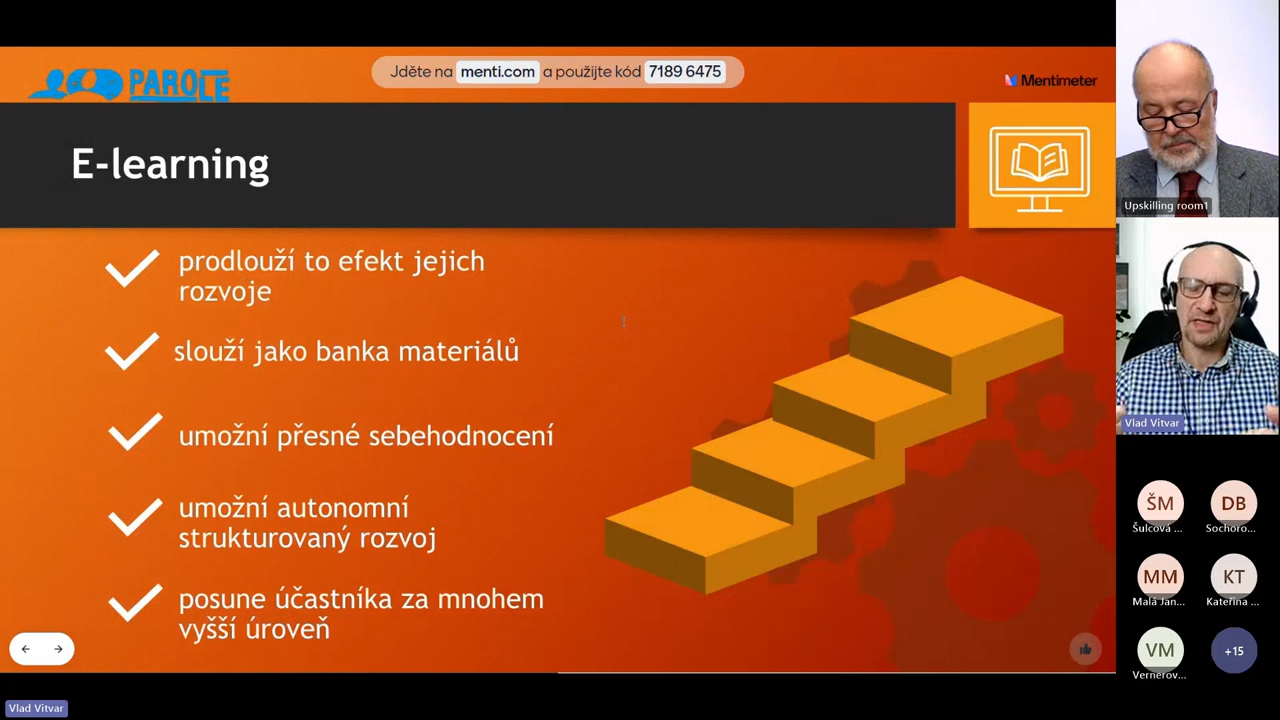 Jděte na menti.com a použijte kód 7189 6475
PAROLE
Mentimeter
E-learning
prodlouží to efekt jejich
rozvoje
slouží jako banka materiálů
umožní přesné sebehodnocení
umožní autonomní
strukturovaný rozvoj
posune účastníka za mnohem
vyšší úroveň
Upskilling room1
Vlad Vitvar
ŠM
Šulcová ...
DB
Sochoro...
MM
Malá Jan...
KT
Kateřina ...
VM
Vernerov...
+15
Vlad Vitvar